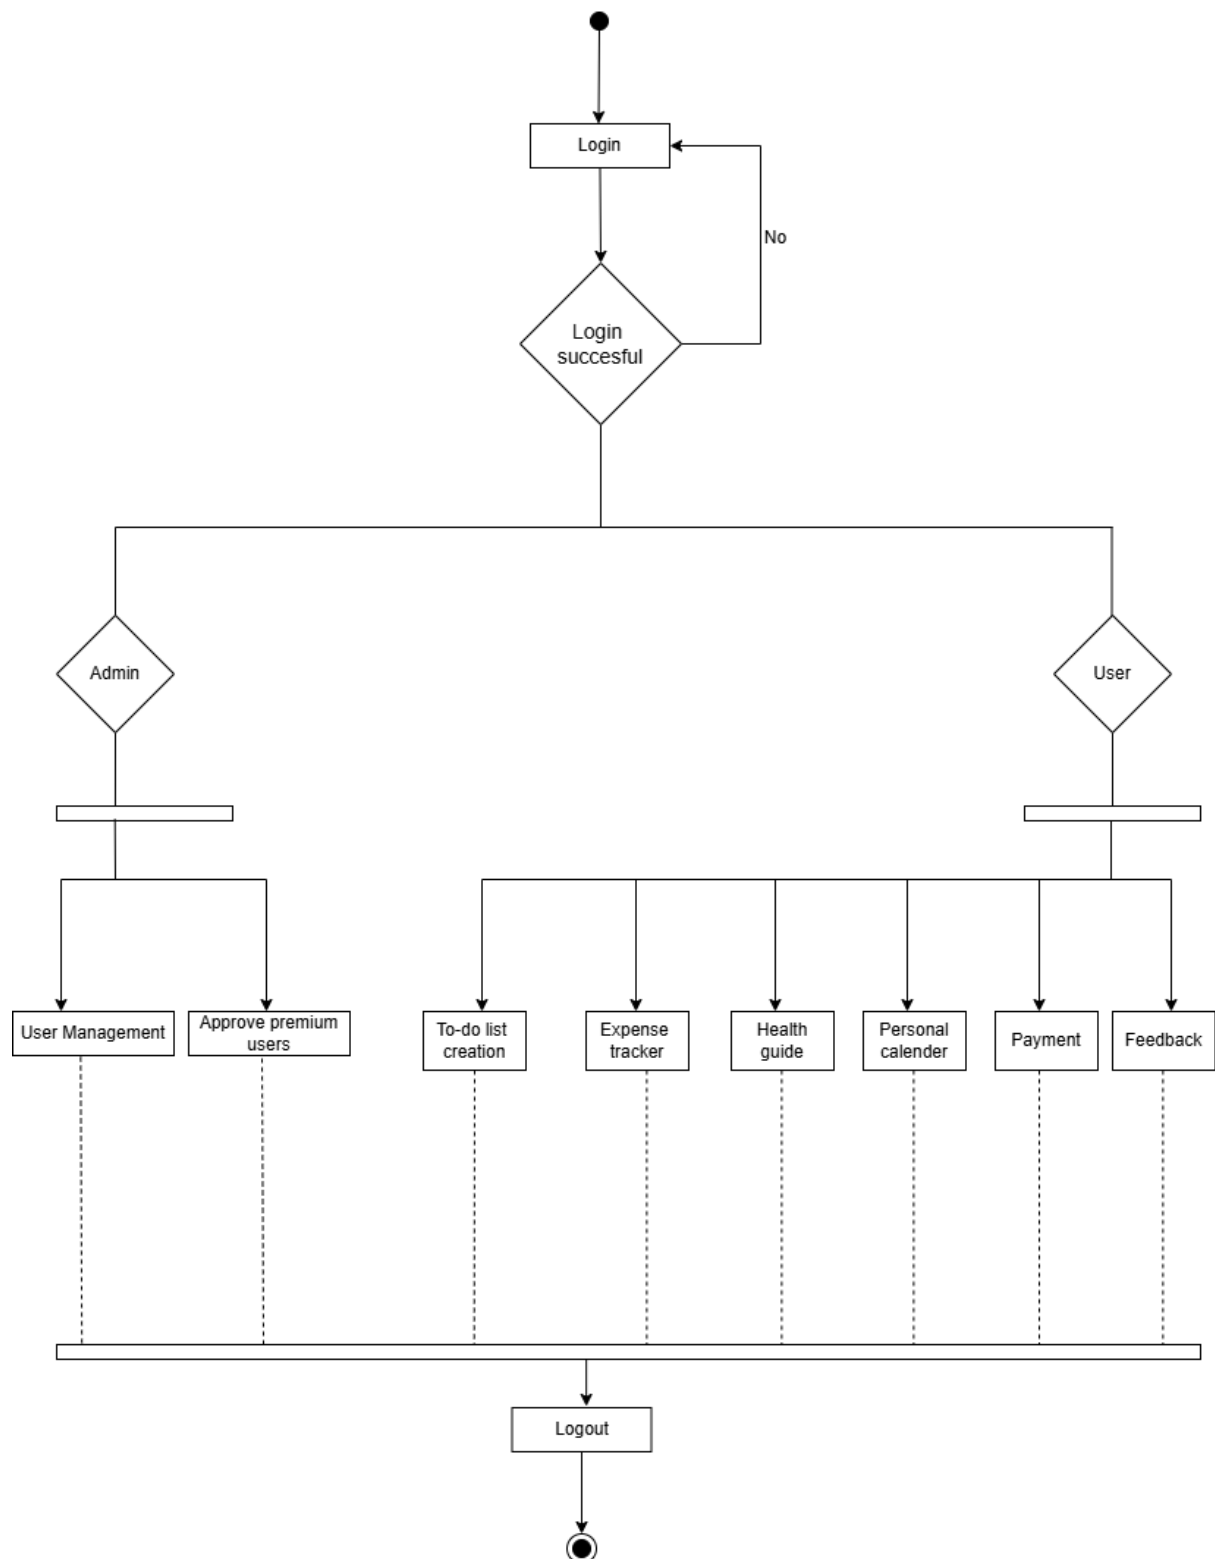 Login
No
Login
succesful
Admin
User
User Management
Approve premium
users
To-do list
creation
Expense
tracker
Health
guide
Personal
calender
Payment
Feedback
Logout